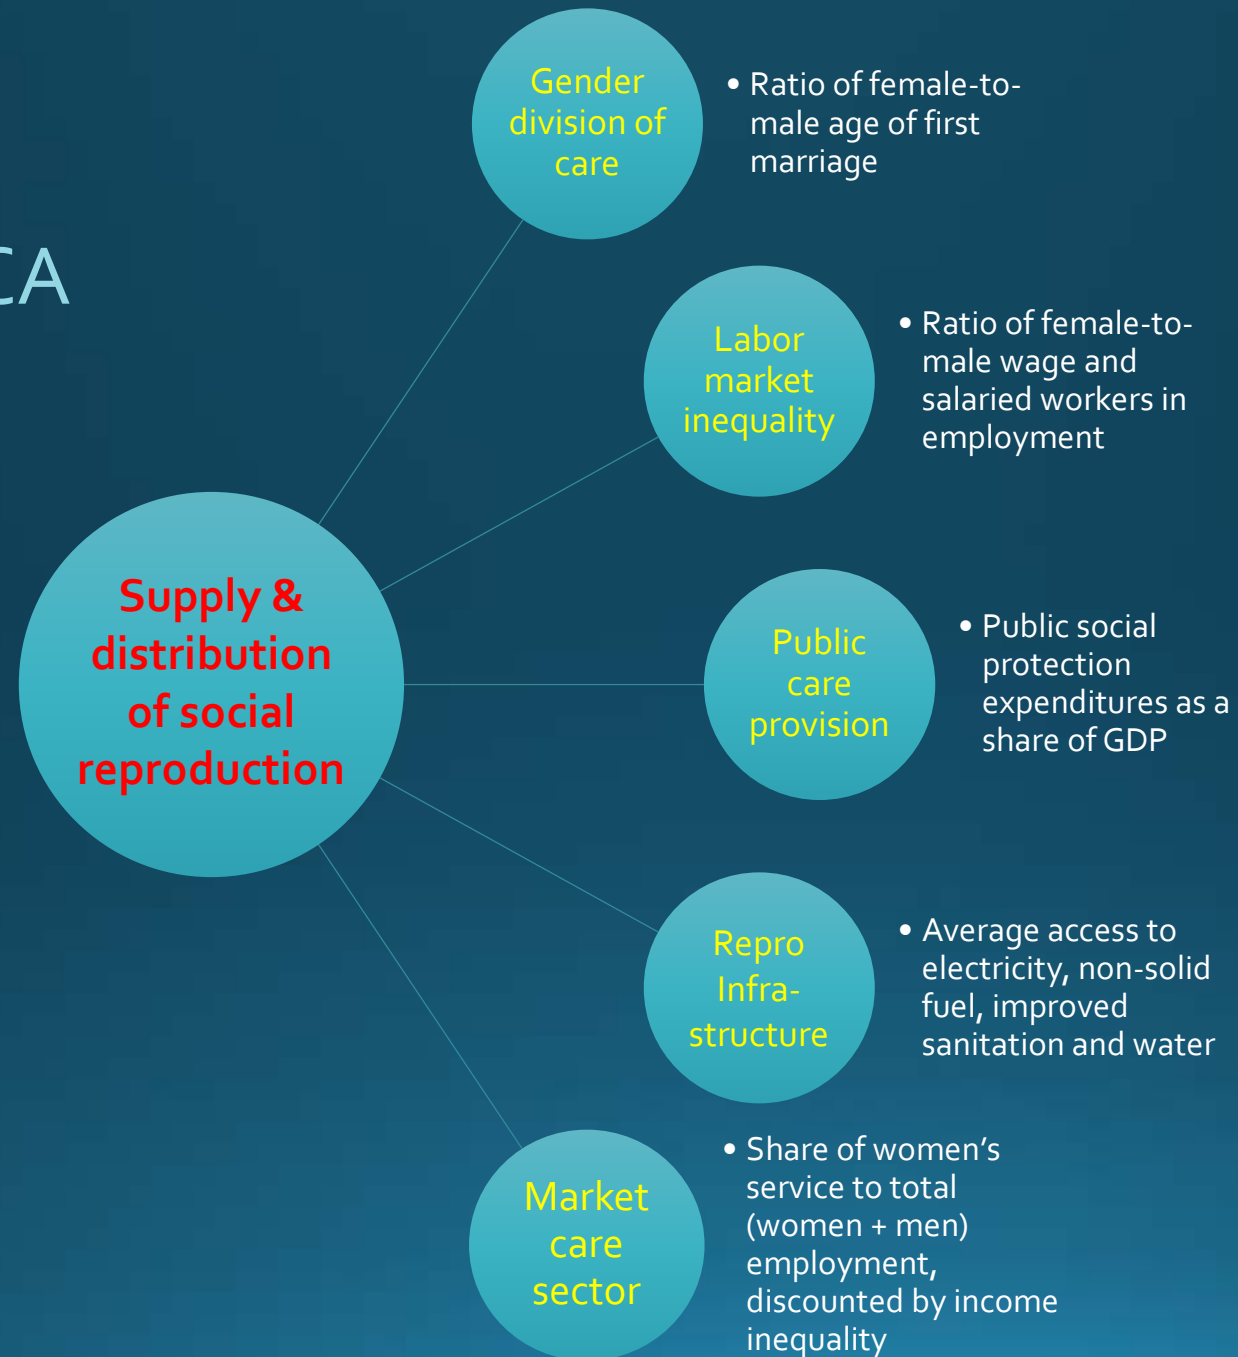 CA
Gender
division of
care
• Ratio of female-to-
male age of first
marriage
Labor
market
inequality
• Ratio of female-to-
male wage and
salaried workers in
employment
Supply &
distribution
of social
reproduction
Public
care
provision
• Public social
protection
expenditures as a
share of GDP
Repro
Infra-
structure
• Average access to
electricity, non-solid
fuel, improved
sanitation and water
Market
care
sector
• Share of women’s
service to total
(women + men)
employment,
discounted by income
inequality